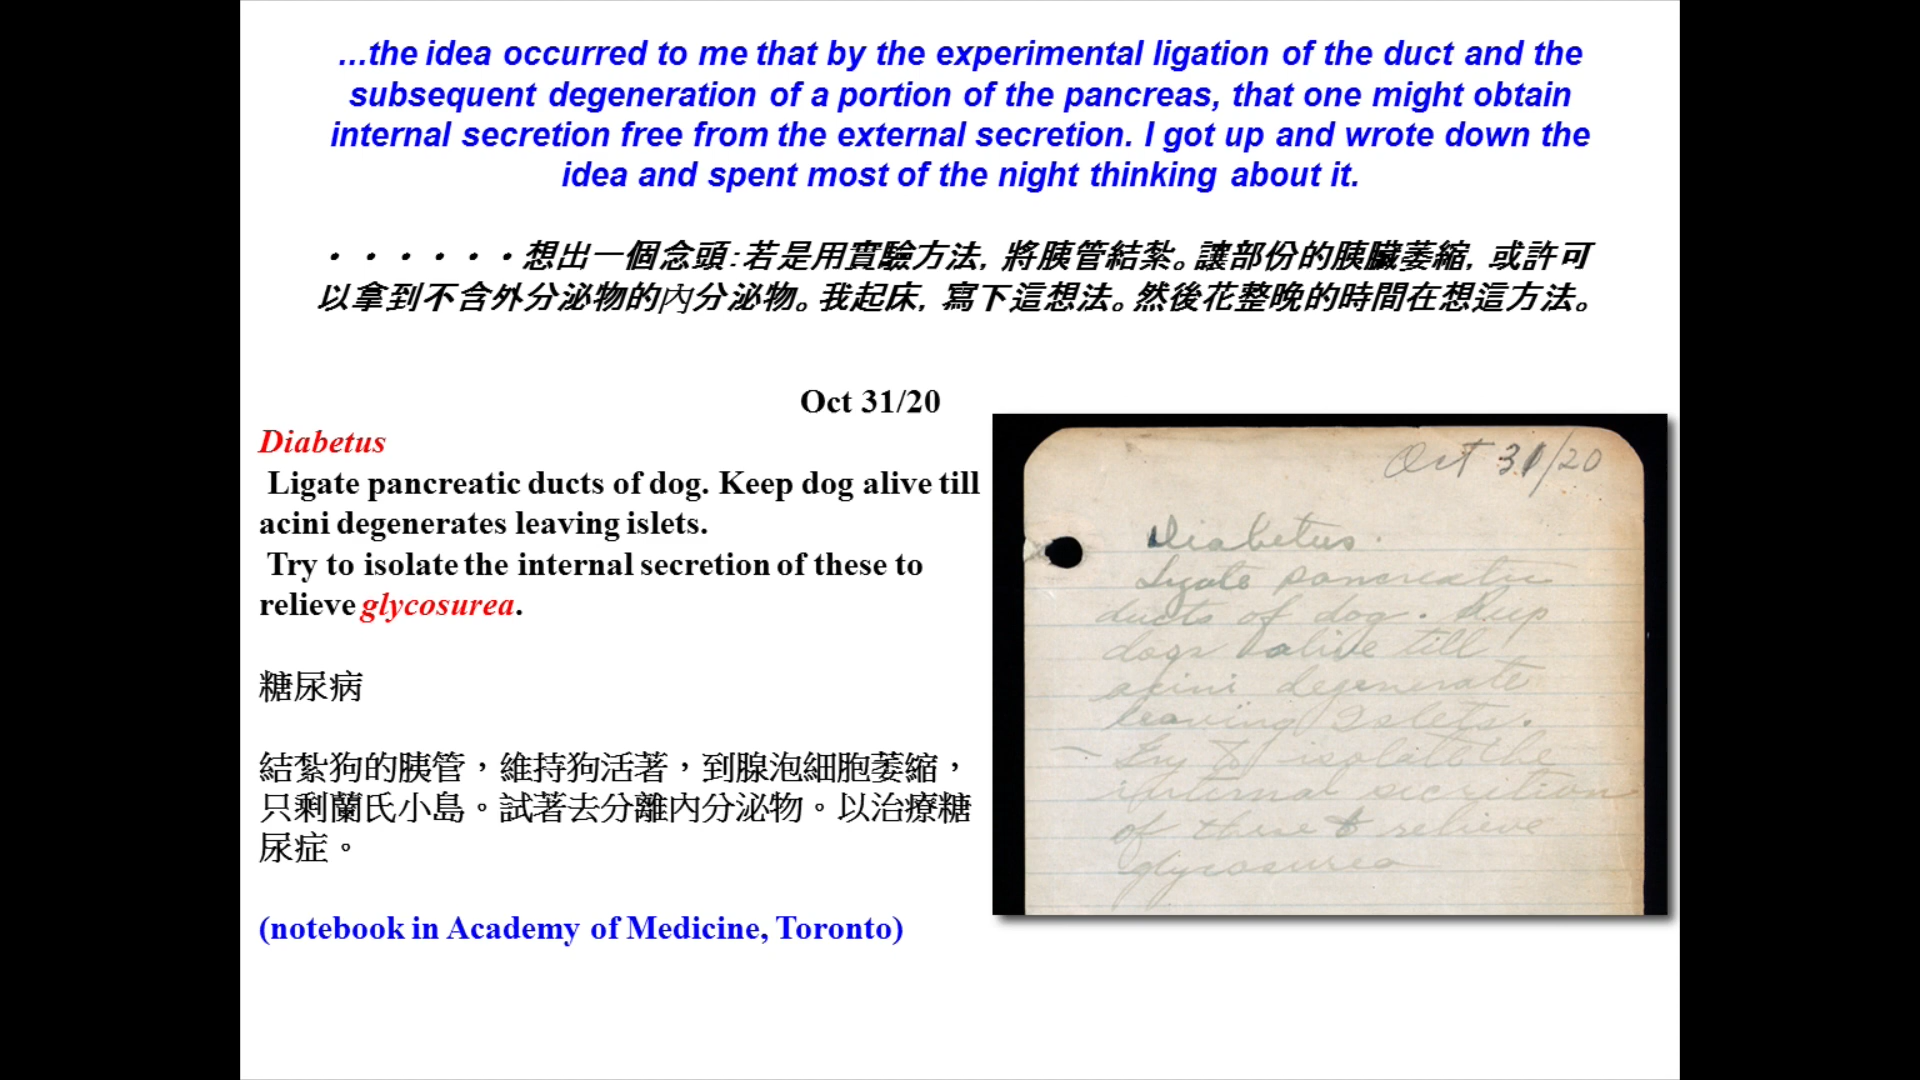 ...the idea occurred to me that by the experimental ligation of the duct and the
subsequent degeneration of a portion of the pancreas, that one might obtain
internal secretion free from the external secretion. I got up and wrote down the
idea and spent most of the night thinking about it.
・・・・・・想出一個念頭:若是用實驗方法, 將胰管結紮。讓部份的胰臟萎縮, 或許可
以拿到不含外分泌物的內分泌物。我起床, 寫下這想法。然後花整晚的時間在想這方法。
Oct 31/20
Diabetus
Ligate pancreatic ducts of dog. Keep dog alive till
acini degenerates leaving islets.
Try to isolate the internal secretion of these to
relieve glycosurea.
糖尿病
結紮狗的胰管，維持狗活著，到腺泡細胞萎縮，
只剩蘭氏小島。試著去分離內分泌物。以治療糖
尿症。
(notebook in Academy of Medicine, Toronto)
Oct 31/20
Diabetus.
Ligate pancreatic
ducts of dog. Keep
dogs alive till
acini degenerate
leaving Islets.
Try to isolate the
internal secretion
of these to relieve
glycosurea